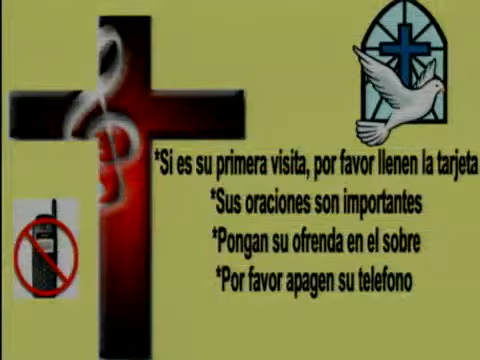 *Si es su primera visita, por favor llenen la tarjeta
*Sus oraciones son importantes
*Pongan su ofrenda en el sobre
*Por favor apagen su telefono